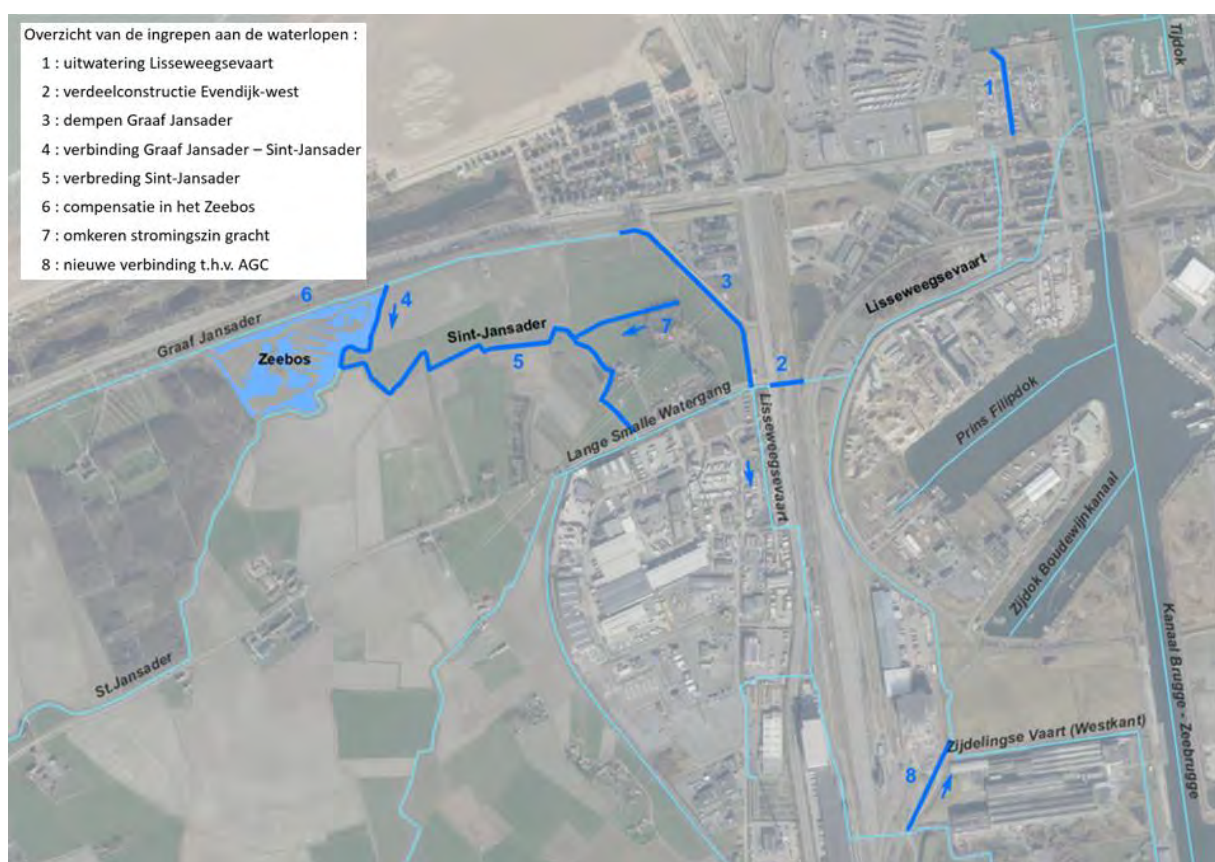 Overzicht van de ingrepen aan de waterlopen :
1 : uitwatering Lisseweegsevaart
2 : verdeelconstructie Evendijk-west
3 : dempen Graaf Jansader
4 : verbinding Graaf Jansader – Sint-Jansader
5 : verbreding Sint-Jansader
6 : compensatie in het Zeebos
7 : omkeren stromingszin gracht
8 : nieuwe verbinding t.h.v. AGC
Tijdok
1
Lisseweegsevaart
3
6
4
Graaf Jansader
Zeebos
Sint-Jansader
7
5
2
Prins Filipdok
Lange Smalle Watergang
Lisseweegsevaart
Zijdok Boudewijnkanaal
Kanaal Brugge - Zeebrugge
St.Jansader
Zijdelingse Vaart (Westkant)
8